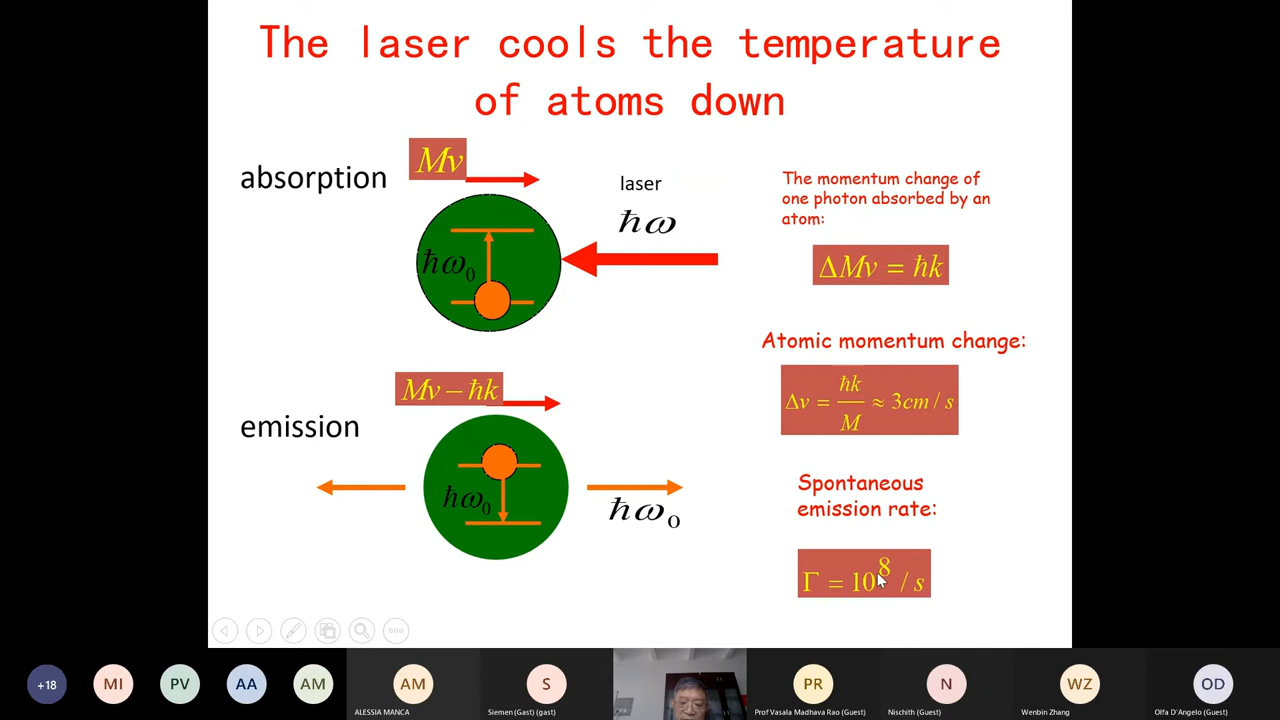 The laser cools the temperature
of atoms down
absorption
Mv
laser
ħω
ħω₀
The momentum change of
one photon absorbed by an
atom:
ΔMv = ħk
Atomic momentum change:
Δv = ħk / M ≈ 3cm / s
emission
Mv − ħk
ħω₀
ħω₀
Spontaneous
emission rate:
Γ = 10⁸ / s
+18
MI
PV
AA
AM
AM
ALESSIA MANCA
S
Siemen (Gast) (gast)
PR
Prof Vasala Madhava Rao (Guest)
N
Nischith (Guest)
WZ
Wenbin Zhang
OD
Olfa D´Angelo (Guest)